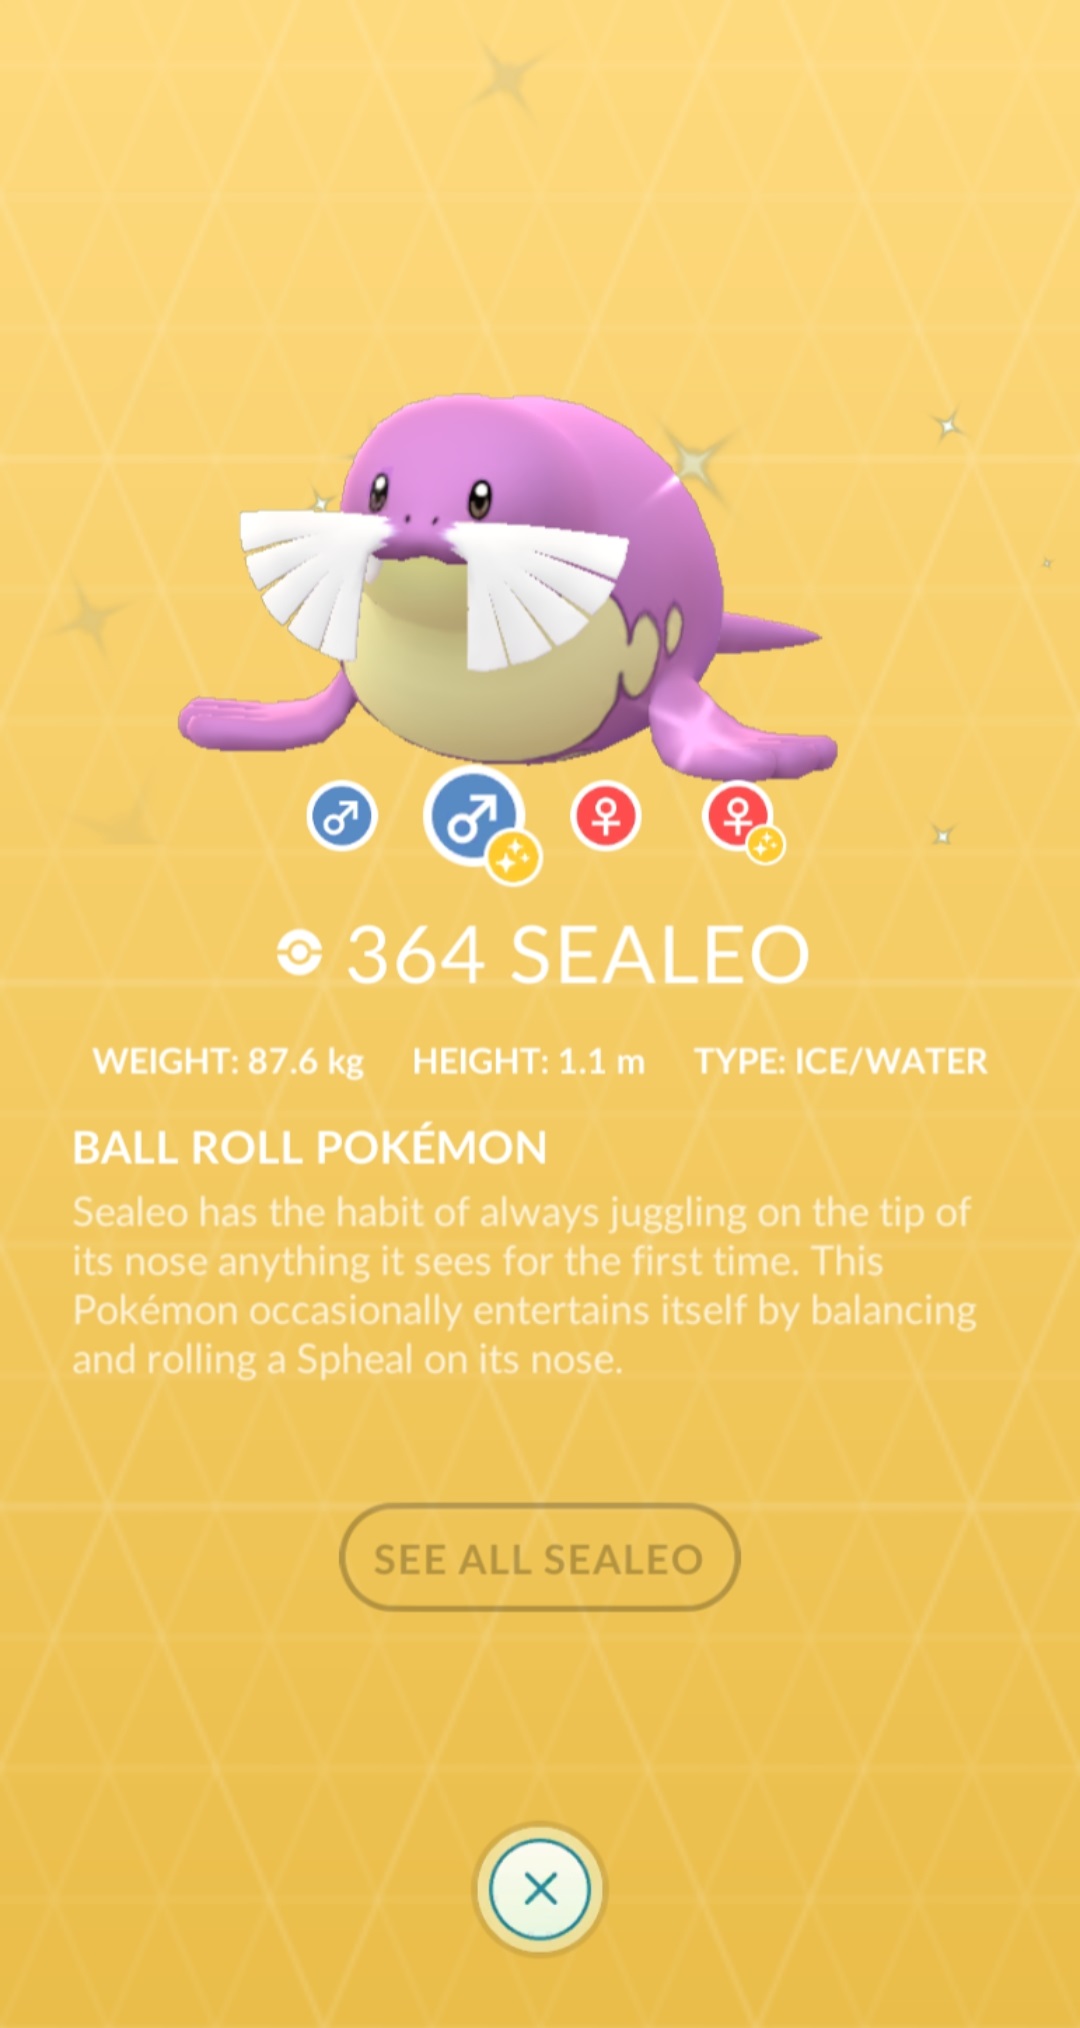 364 SEALEO
WEIGHT: 87.6 kg HEIGHT: 1.1 m TYPE: ICE/WATER
BALL ROLL POKÉMON
Sealeo has the habit of always juggling on the tip of
its nose anything it sees for the first time. This
Pokémon occasionally entertains itself by balancing
and rolling a Spheal on its nose.
SEE ALL SEALEO